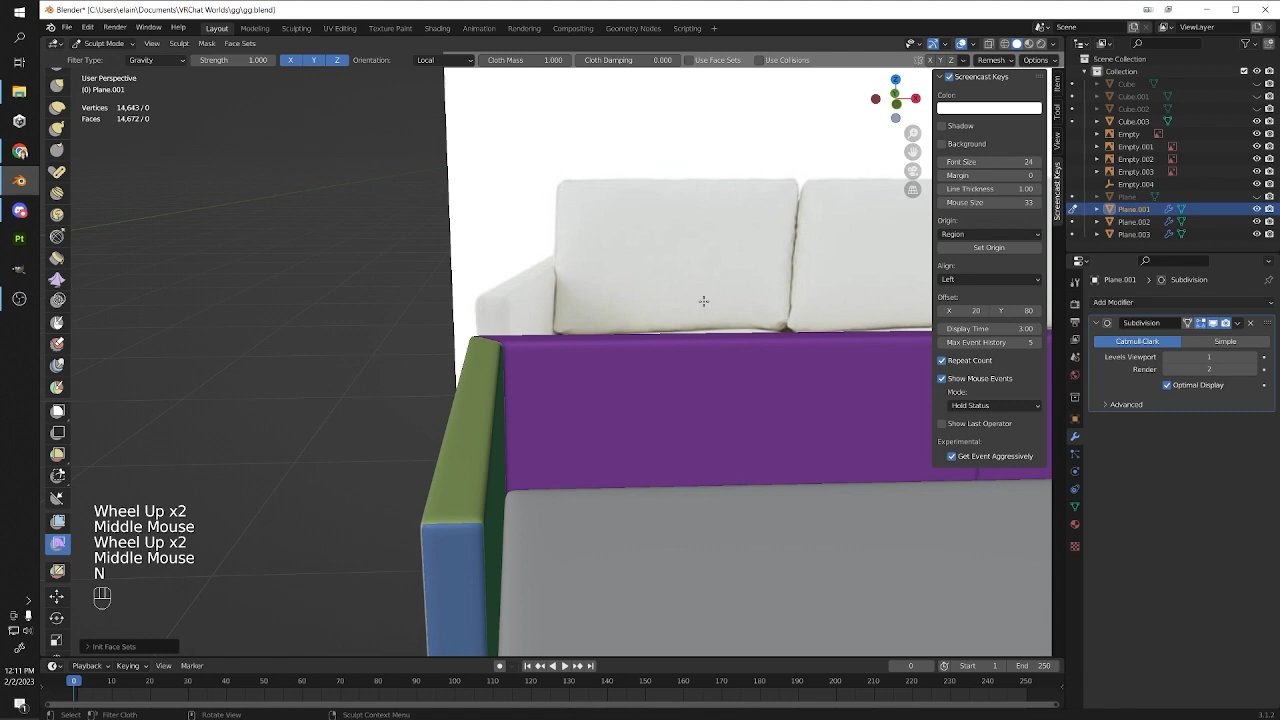 Blender* [C:\Users\elain\Documents\VRChat Worlds\gg\gg.blend]
File Edit Render Window Help Layout Modeling Sculpting UV Editing Texture Paint Shading Animation Rendering Compositing Geometry Nodes Scripting + Scene ViewLayer
Sculpt Mode View Sculpt Mask Face Sets
Filter Type: Gravity Strength 1.000 X Y Z Orientation: Local Cloth Mass 1.000 Cloth Damping 0.000 Use Face Sets Use Collisions X Y Z Remesh Options
User Perspective
(0) Plane.001
Vertices 14,643 / 0
Faces 14,672 / 0
Wheel Up x2
Middle Mouse
Wheel Up x2
Middle Mouse
N
Init Face Sets
Z
X
Screencast Keys
Color:
Shadow
Background
Font Size 24
Margin 0
Line Thickness 1.00
Mouse Size 33
Origin:
Region
Set Origin
Align:
Left
Offset:
X 20 Y 80
Display Time 3.00
Max Event History 5
Repeat Count
Show Mouse Events
Mode:
Hold Status
Show Last Operator
Experimental:
Get Event Aggressively
Item
Tool
View
Screencast Keys
Scene Collection
Collection
Cube
Cube.001
Cube.002
Cube.003
Empty
Empty.001
Empty.002
Empty.003
Empty.004
Plane
Plane.001
Plane.002
Plane.003
Plane.001 > Subdivision
Add Modifier
Subdivision
Catmull-Clark Simple
Levels Viewport 1
Render 2
Optimal Display
Advanced
Playback Keying View Marker 0 Start 1 End 250
0 10 20 30 40 50 60 70 80 90 100 110 120 130 140 150 160 170 180 190 200 210 220 230 240 250
Select Filter Cloth Rotate View Sculpt Context Menu 3.1.2
Pt
12:11 PM
2/2/2023